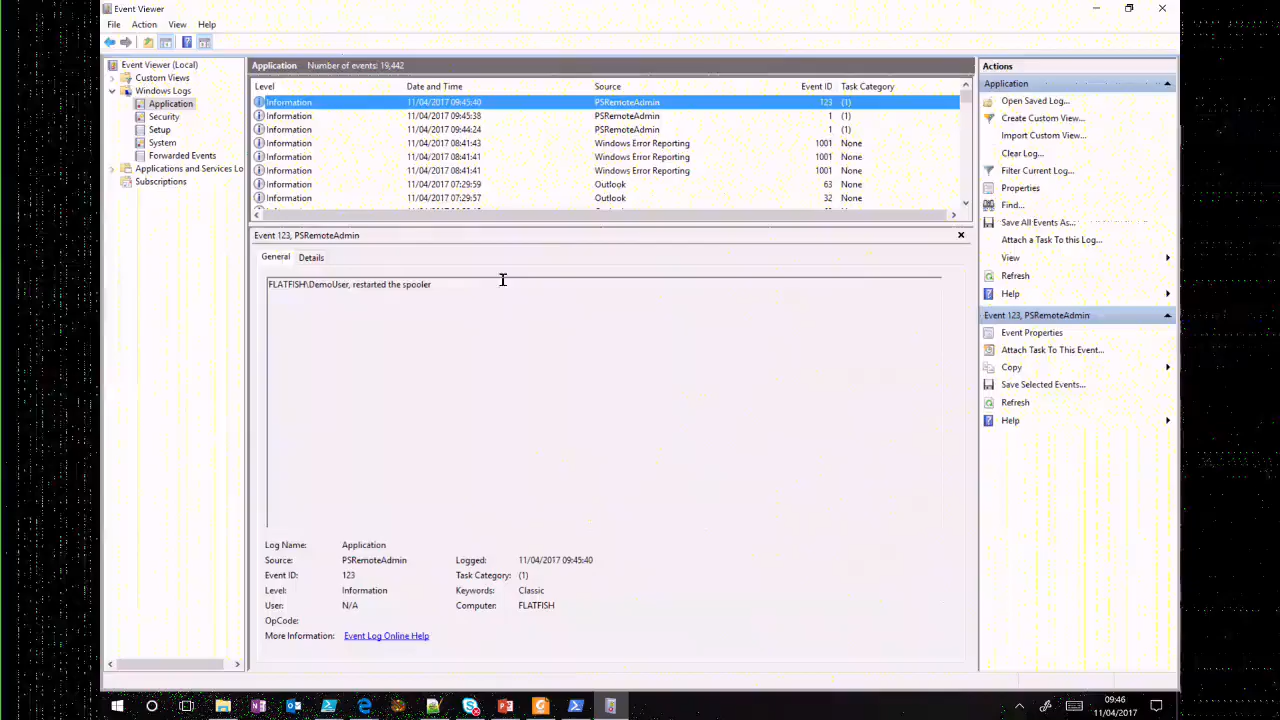 Event Viewer
File Action View Help
Event Viewer (Local)
Custom Views
Windows Logs
Application
Security
Setup
System
Forwarded Events
Applications and Services Lo
Subscriptions
Application Number of events: 19,442
Level Date and Time Source Event ID Task Category
Information 11/04/2017 09:45:40 PSRemoteAdmin 123 (1)
Information 11/04/2017 09:45:38 PSRemoteAdmin 1 (1)
Information 11/04/2017 09:44:24 PSRemoteAdmin 1 (1)
Information 11/04/2017 08:41:43 Windows Error Reporting 1001 None
Information 11/04/2017 08:41:41 Windows Error Reporting 1001 None
Information 11/04/2017 08:41:41 Windows Error Reporting 1001 None
Information 11/04/2017 07:29:59 Outlook 63 None
Information 11/04/2017 07:29:57 Outlook 32 None
Event 123, PSRemoteAdmin
General Details
FLATFISH\DemoUser, restarted the spooler
Log Name: Application
Source: PSRemoteAdmin Logged: 11/04/2017 09:45:40
Event ID: 123 Task Category: (1)
Level: Information Keywords: Classic
User: N/A Computer: FLATFISH
OpCode:
More Information: Event Log Online Help
Actions
Application
Open Saved Log...
Create Custom View...
Import Custom View...
Clear Log...
Filter Current Log...
Properties
Find...
Save All Events As...
Attach a Task To this Log...
View
Refresh
Help
Event 123, PSRemoteAdmin
Event Properties
Attach Task To This Event...
Copy
Save Selected Events...
Refresh
Help
09:46
11/04/2017